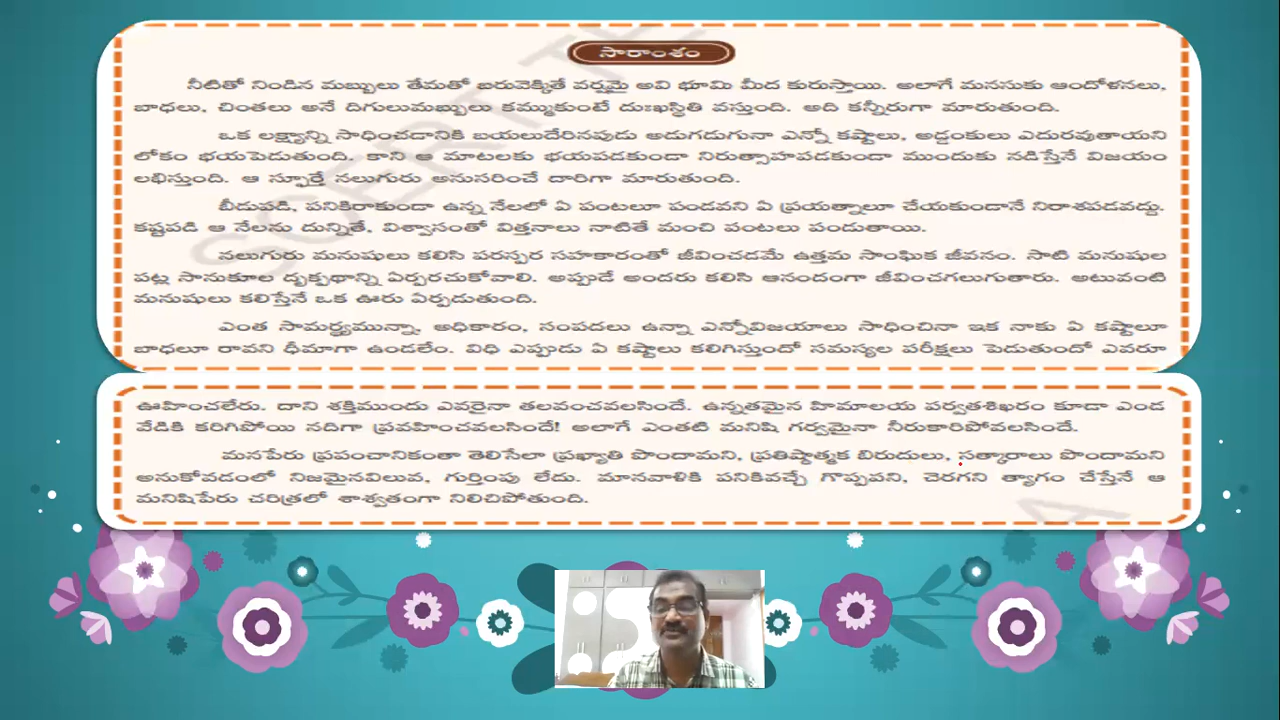 సారాంశం
నీటితో నిండిన మబ్బులు తేమతో బరువెక్కితే వర్షమై అవి భూమి మీద కురుస్తాయి. అలాగే మనసుకు ఆందోళనలు,
బాధలు, చింతలు అనే దిగులుమబ్బులు కమ్ముకుంటే దుఃఖస్థితి వస్తుంది. అది కన్నీరుగా మారుతుంది.
ఒక లక్ష్యాన్ని సాధించడానికి బయలుదేరినపుడు అడుగడుగునా ఎన్నో కష్టాలు, అడ్డంకులు ఎదురవుతాయని
లోకం భయపెడుతుంది. కాని ఆ మాటలకు భయపడకుండా నిరుత్సాహపడకుండా ముందుకు నడిస్తేనే విజయం
లభిస్తుంది. ఆ స్ఫూర్తే నలుగురు అనుసరించే దారిగా మారుతుంది.
బీడుపడి, పనికిరాకుండా ఉన్న నేలలో ఏ పంటలూ పండవని ఏ ప్రయత్నాలూ చేయకుండానే నిరాశపడవద్దు.
కష్టపడి ఆ నేలను దున్నితే, విశ్వాసంతో విత్తనాలు నాటితే మంచి పంటలు పండుతాయి.
నలుగురు మనుషులు కలిసి పరస్పర సహకారంతో జీవించడమే ఉత్తమ సాంఘిక జీవనం. సాటి మనుషుల
పట్ల సానుకూల దృక్పథాన్ని ఏర్పరచుకోవాలి. అప్పుడే అందరు కలిసి ఆనందంగా జీవించగలుగుతారు. అటువంటి
మనుషులు కలిస్తేనే ఒక ఊరు ఏర్పడుతుంది.
ఎంత సామర్థ్యమున్నా, అధికారం, సంపదలు ఉన్నా ఎన్నోవిజయాలు సాధించినా ఇక నాకు ఏ కష్టాలూ
బాధలూ రావని ధీమాగా ఉండలేం. విధి ఎప్పుడు ఏ కష్టాలు కలిగిస్తుందో సమస్యల పరీక్షలు పెడుతుందో ఎవరూ
ఊహించలేరు. దాని శక్తిముందు ఎవరైనా తలవంచవలసిందే. ఉన్నతమైన హిమాలయ పర్వతశిఖరం కూడా ఎండ
వేడికి కరిగిపోయి నదిగా ప్రవహించవలసిందే! అలాగే ఎంతటి మనిషి గర్వమైనా నీరుకారిపోవలసిందే.
మనపేరు ప్రపంచానికంతా తెలిసేలా ప్రఖ్యాతి పొందామని, ప్రతిష్ఠాత్మక బిరుదులు, సత్కారాలు పొందామని
అనుకోవడంలో నిజమైనవిలువ, గుర్తింపు లేదు. మానవాళికి పనికివచ్చే గొప్పపని, చెరగని త్యాగం చేస్తేనే ఆ
మనిషిపేరు చరిత్రలో శాశ్వతంగా నిలిచిపోతుంది.